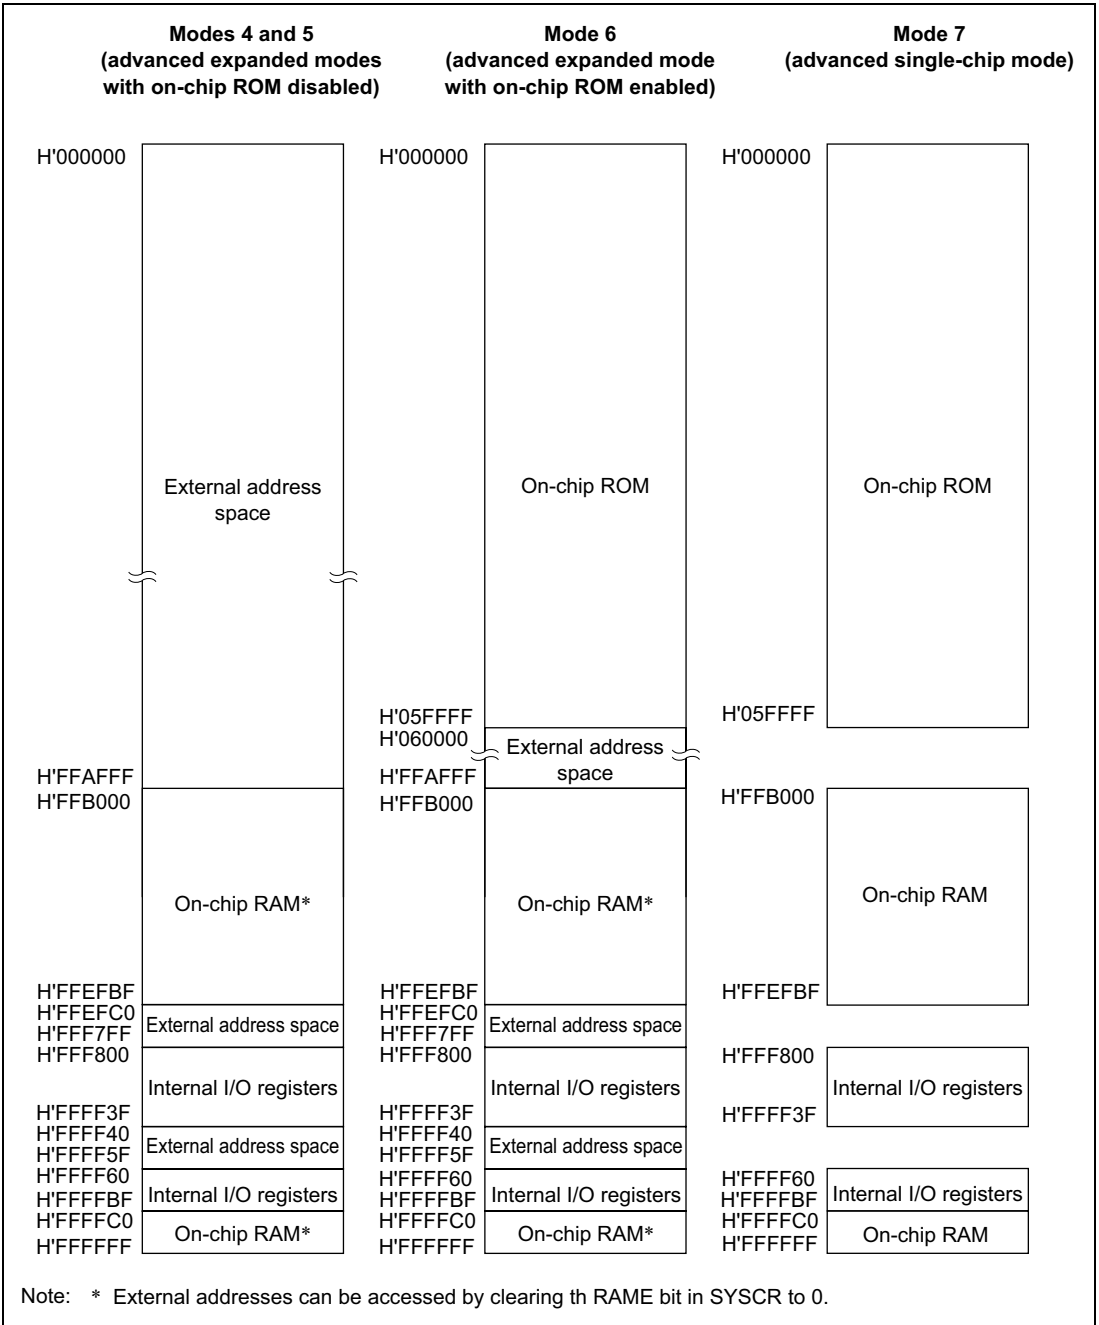 Modes 4 and 5
(advanced expanded modes
with on-chip ROM disabled)
H'000000
External address
space
H'FFAFFF
H'FFB000
On-chip RAM*
H'FFEFBF
H'FFEFC0
External address space
H'FFF7FF
H'FFF800
Internal I/O registers
H'FFFF3F
H'FFFF40
External address space
H'FFFF5F
H'FFFF60
Internal I/O registers
H'FFFFBF
H'FFFFC0
On-chip RAM*
H'FFFFFF
Mode 6
(advanced expanded mode
with on-chip ROM enabled)
H'000000
On-chip ROM
H'05FFFF
H'060000
External address
space
H'FFAFFF
H'FFB000
On-chip RAM*
H'FFEFBF
H'FFEFC0
External address space
H'FFF7FF
H'FFF800
Internal I/O registers
H'FFFF3F
H'FFFF40
External address space
H'FFFF5F
H'FFFF60
Internal I/O registers
H'FFFFBF
H'FFFFC0
On-chip RAM*
H'FFFFFF
Mode 7
(advanced single-chip mode)
H'000000
On-chip ROM
H'05FFFF
H'FFB000
On-chip RAM
H'FFEFBF
H'FFF800
Internal I/O registers
H'FFFF3F
H'FFFF60
Internal I/O registers
H'FFFFBF
H'FFFFC0
On-chip RAM
H'FFFFFF
Note: * External addresses can be accessed by clearing th RAME bit in SYSCR to 0.